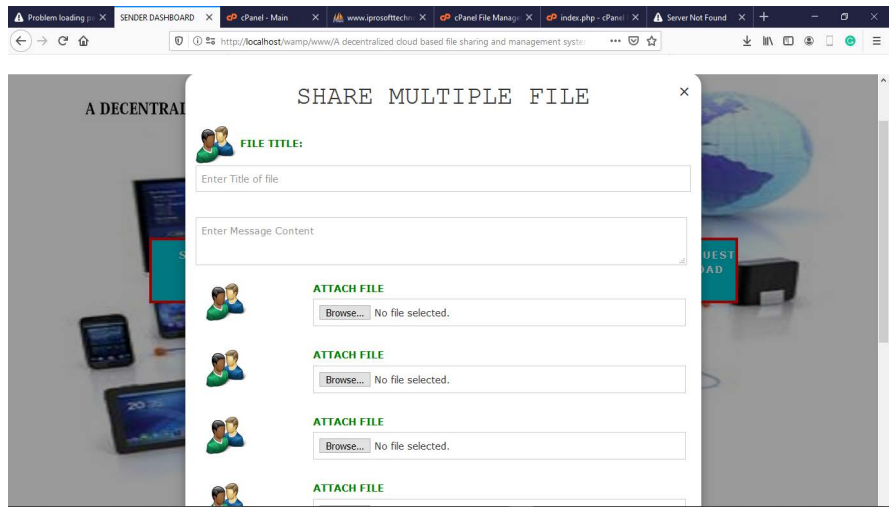 Problem loading pa
SENDER DASHBOARD
cPanel - Main
www.iprosofttechno
cPanel File Manage
index.php - cPanel
Server Not Found
http://localhost/wamp/www/A decentralized cloud based file sharing and management syste
A DECENTRAL
SHARE MULTIPLE FILE
FILE TITLE:
Enter Title of file
Enter Message Content
S
UEST
OAD
ATTACH FILE
Browse... No file selected.
ATTACH FILE
Browse... No file selected.
ATTACH FILE
Browse... No file selected.
ATTACH FILE
20:35